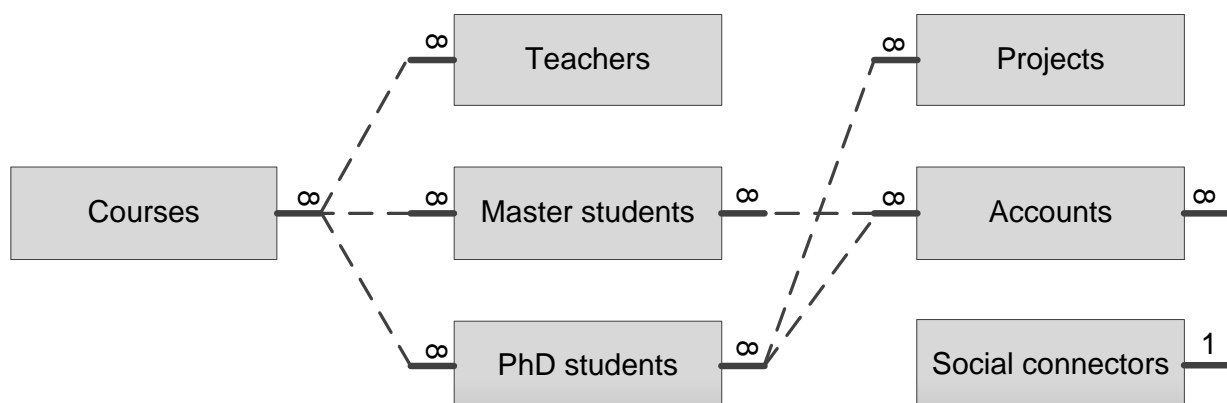 ∞ Teachers ∞ Projects
Courses ∞ ∞ Master students ∞ ∞ Accounts ∞
∞ PhD students ∞ Social connectors 1